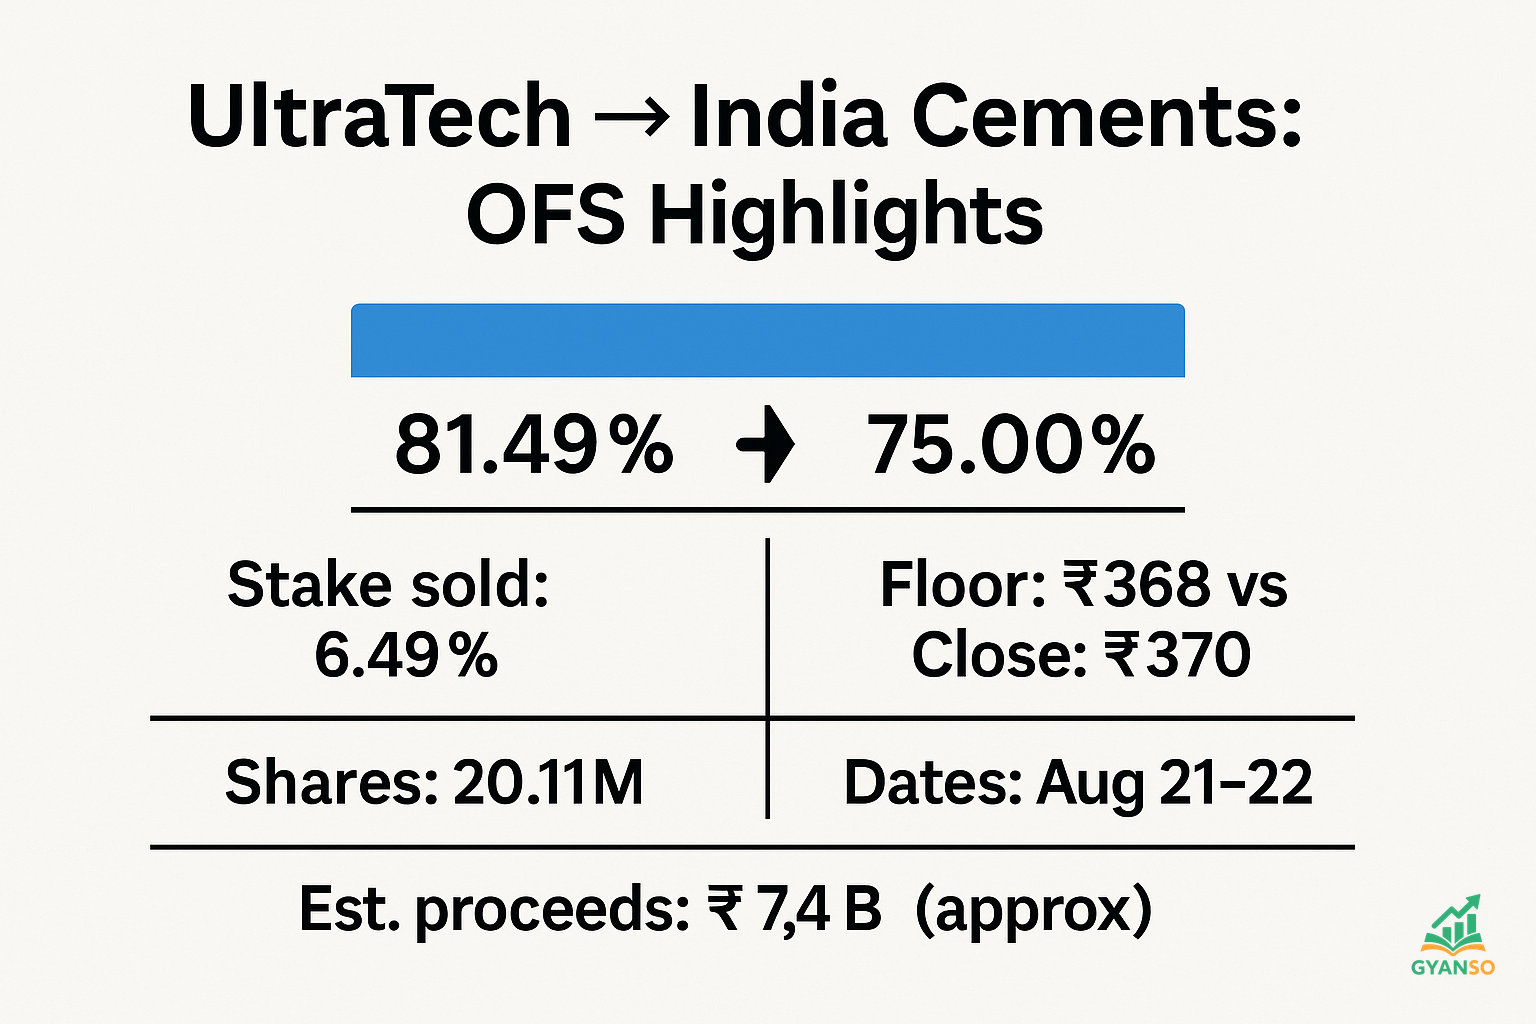 UltraTech → India Cements:
OFS Highlights
81.49% → 75.00%
Stake sold:
6.49%
Floor: ₹368 vs
Close: ₹370
Shares: 20.11M
Dates: Aug 21–22
Est. proceeds: ₹ 7,4 B (approx)
GYANSO